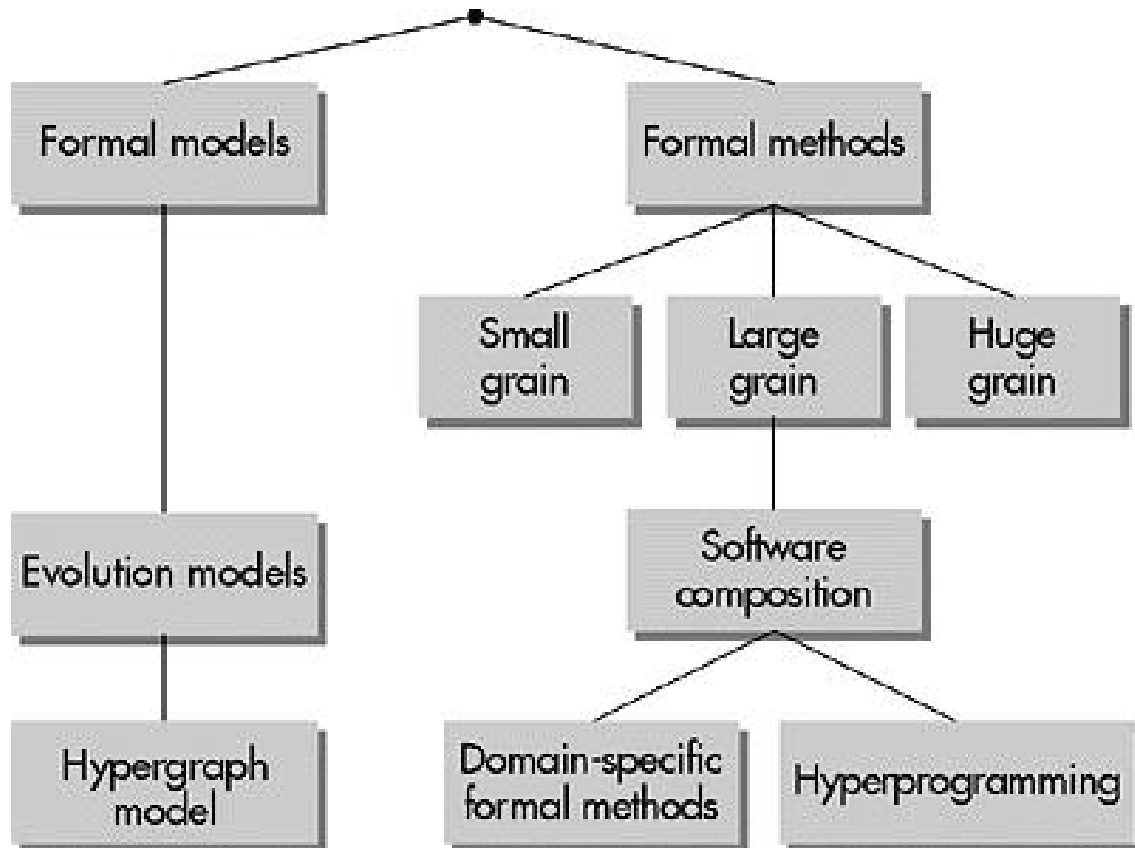 Formal models
Formal methods
Small
grain
Large
grain
Huge
grain
Evolution models
Software
composition
Hypergraph
model
Domain-specific
formal methods
Hyperprogramming